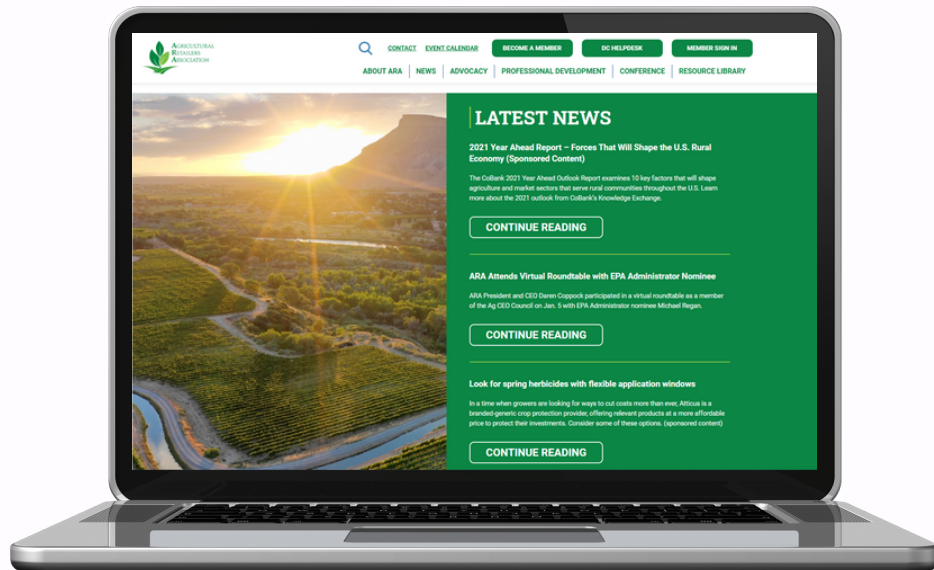 AGRICULTURAL
RETAILERS
ASSOCIATION
CONTACT EVENT CALENDAR BECOME A MEMBER DC HELPDESK MEMBER SIGN IN
ABOUT ARA NEWS ADVOCACY PROFESSIONAL DEVELOPMENT CONFERENCE RESOURCE LIBRARY
LATEST NEWS
2021 Year Ahead Report – Forces That Will Shape the U.S. Rural
Economy (Sponsored Content)
The CoBank 2021 Year Ahead Outlook Report examines 10 key factors that will shape
agriculture and market sectors that serve rural communities throughout the U.S. Learn
more about the 2021 outlook from CoBank's Knowledge Exchange.
CONTINUE READING
ARA Attends Virtual Roundtable with EPA Administrator Nominee
ARA President and CEO Daren Coppock participated in a virtual roundtable as a member
of the Ag CEO Council on Jan. 5 with EPA Administrator nominee Michael Regan.
CONTINUE READING
Look for spring herbicides with flexible application windows
In a time when growers are looking for ways to cut costs more than ever, Atticus is a
branded-generic crop protection provider, offering relevant products at a more affordable
price to protect their investments. Consider some of these options. (sponsored content)
CONTINUE READING